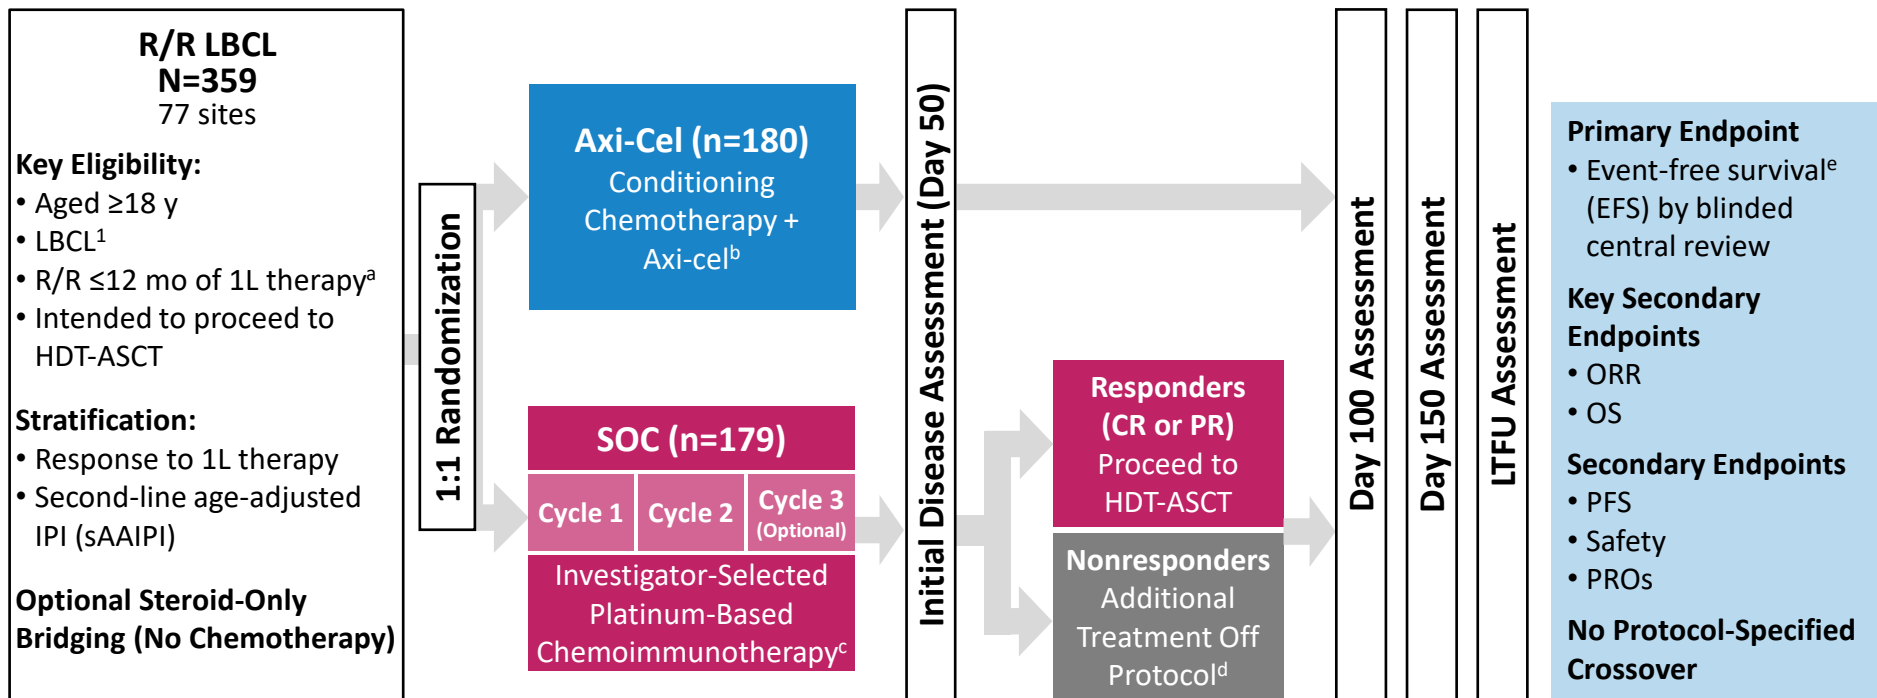 R/R LBCL
N=359
77 sites
Key Eligibility:
• Aged ≥18 y
• LBCL¹
• R/R ≤12 mo of 1L therapyᵃ
• Intended to proceed to
HDT-ASCT
Stratification:
• Response to 1L therapy
• Second-line age-adjusted
IPI (sAAIPI)
Optional Steroid-Only
Bridging (No Chemotherapy)
1:1 Randomization
Axi-Cel (n=180)
Conditioning
Chemotherapy +
Axi-celᵇ
SOC (n=179)
Cycle 1
Cycle 2
Cycle 3
(Optional)
Investigator-Selected
Platinum-Based
Chemoimmunotherapyᶜ
Initial Disease Assessment (Day 50)
Responders
(CR or PR)
Proceed to
HDT-ASCT
Nonresponders
Additional
Treatment Off
Protocolᵈ
Day 100 Assessment
Day 150 Assessment
LTFU Assessment
Primary Endpoint
• Event-free survivalᵉ
(EFS) by blinded
central review
Key Secondary
Endpoints
• ORR
• OS
Secondary Endpoints
• PFS
• Safety
• PROs
No Protocol-Specified
Crossover